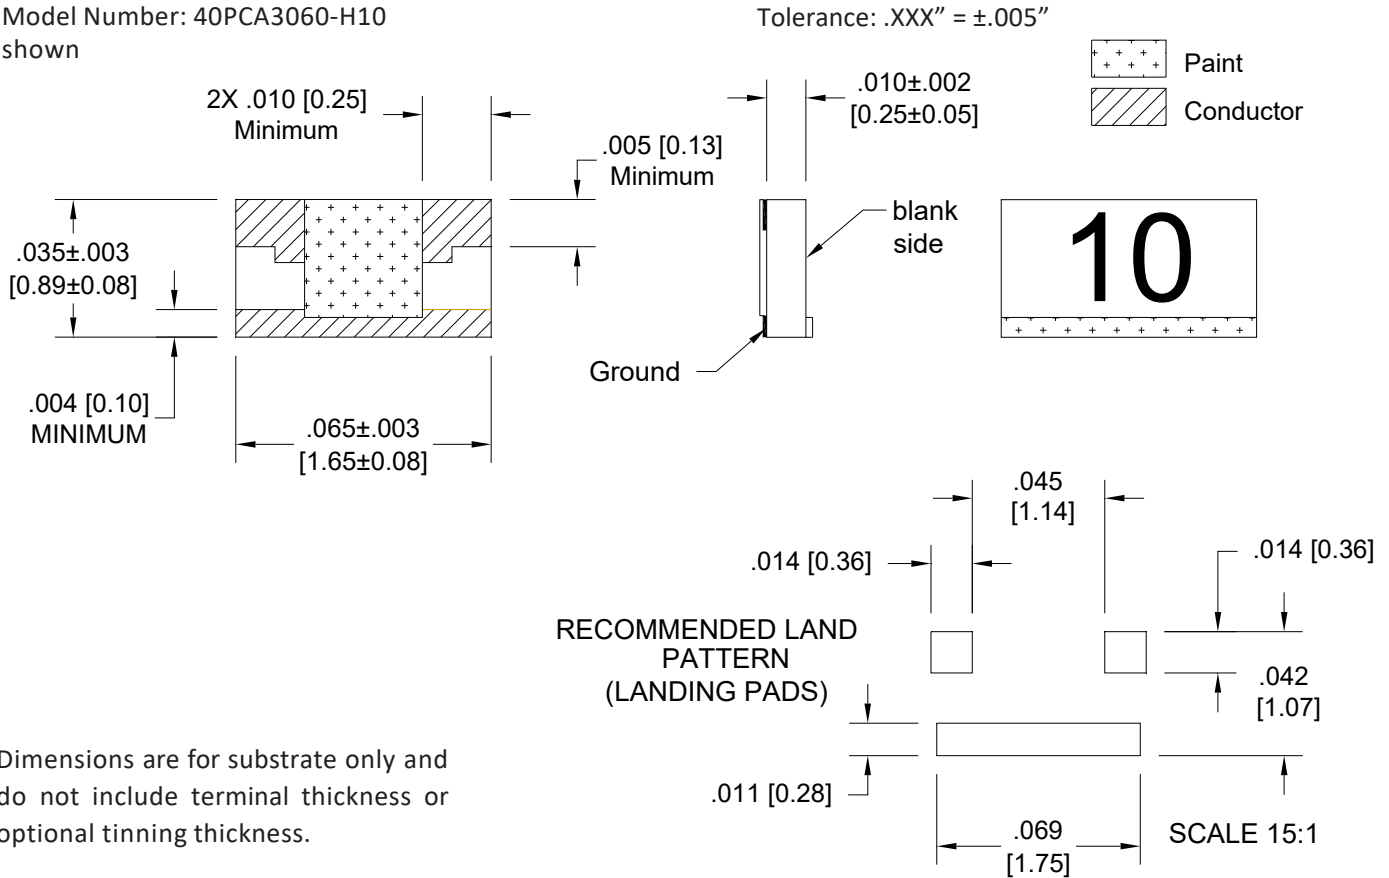 Model Number: 40PCA3060-H10
shown
Tolerance: .XXX” = ±.005”
Paint
Conductor
2X .010 [0.25]
Minimum
.005 [0.13]
Minimum
.010±.002
[0.25±0.05]
.035±.003
[0.89±0.08]
blank
side
10
Ground
.004 [0.10]
MINIMUM
.065±.003
[1.65±0.08]
.045
[1.14]
.014 [0.36]
.014 [0.36]
RECOMMENDED LAND
PATTERN
(LANDING PADS)
.042
[1.07]
.011 [0.28]
.069
[1.75]
SCALE 15:1
Dimensions are for substrate only and
do not include terminal thickness or
optional tinning thickness.